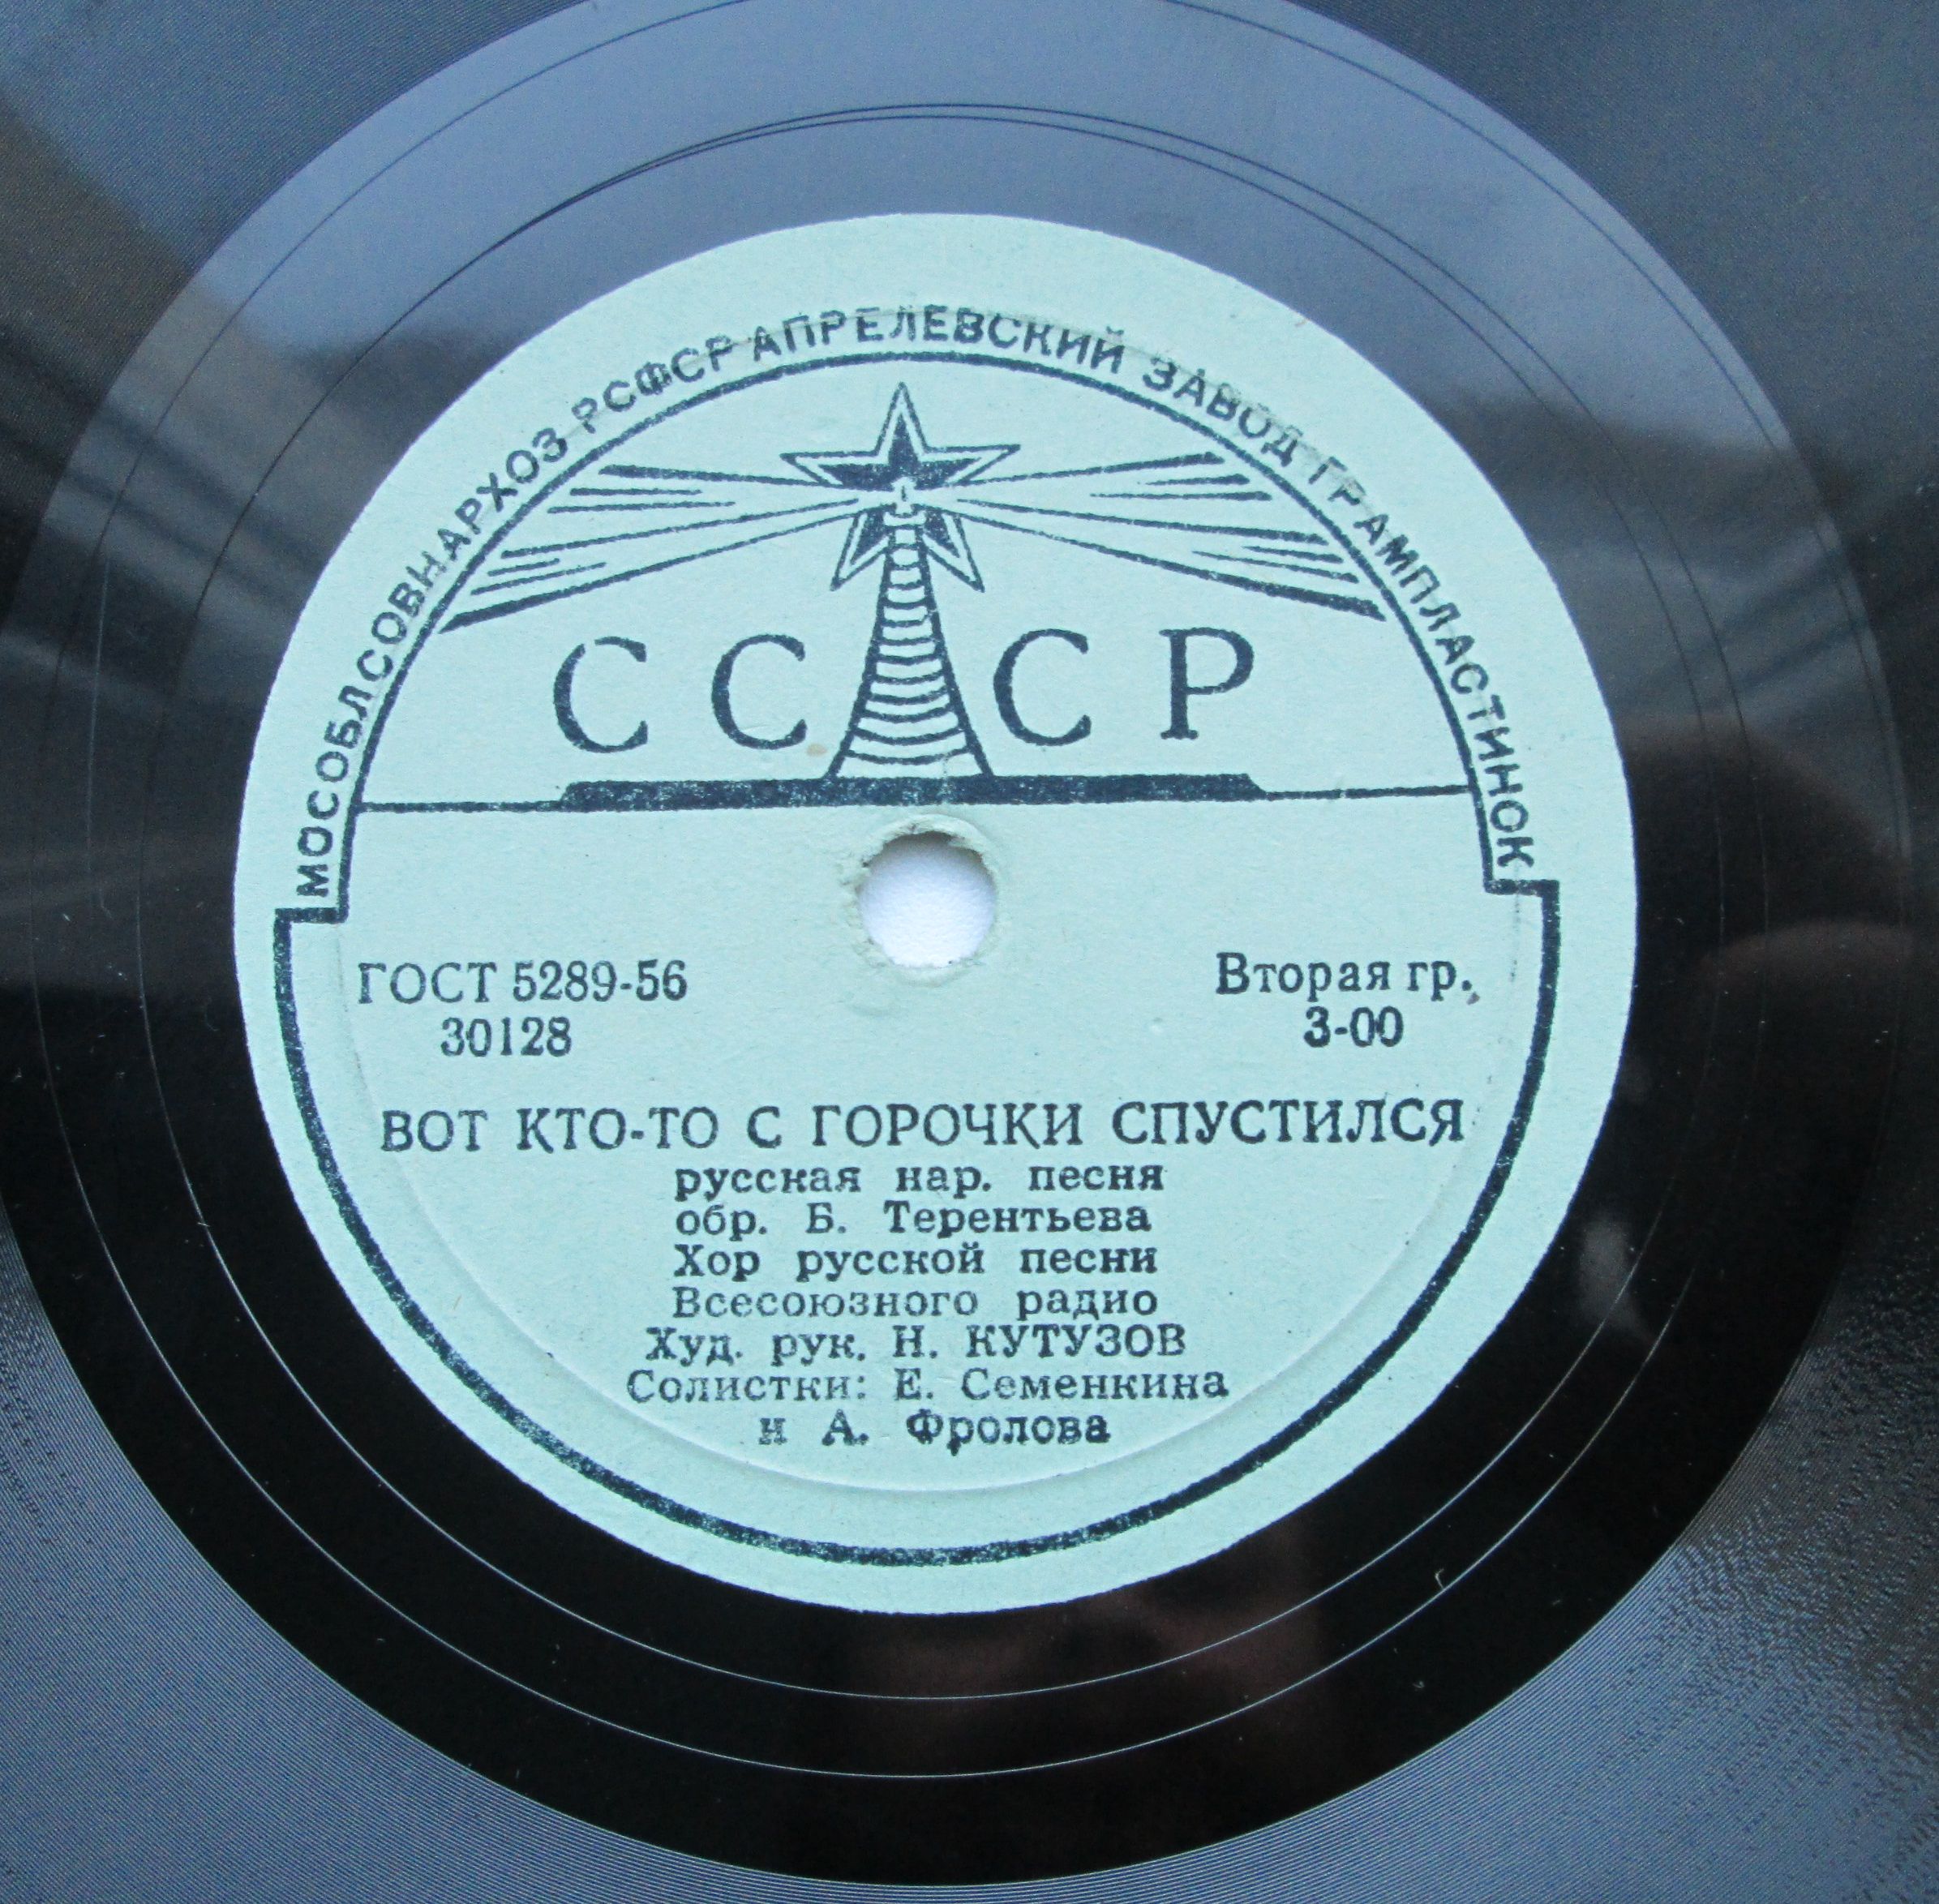 МОСОБЛСОВНАРХОЗ РСФСР АПРЕЛЕВСКИЙ ЗАВОД ГРАМПЛАСТИНОК
СССР
ГОСТ 5289-56
30128
Вторая гр.
3-00
ВОТ КТО-ТО С ГОРОЧКИ СПУСТИЛСЯ
русская нар. песня
обр. Б. Терентьева
Хор русской песни
Всесоюзного радио
Худ. рук. Н. КУТУЗОВ
Солистки: Е. Семенкина
и А. Фролова